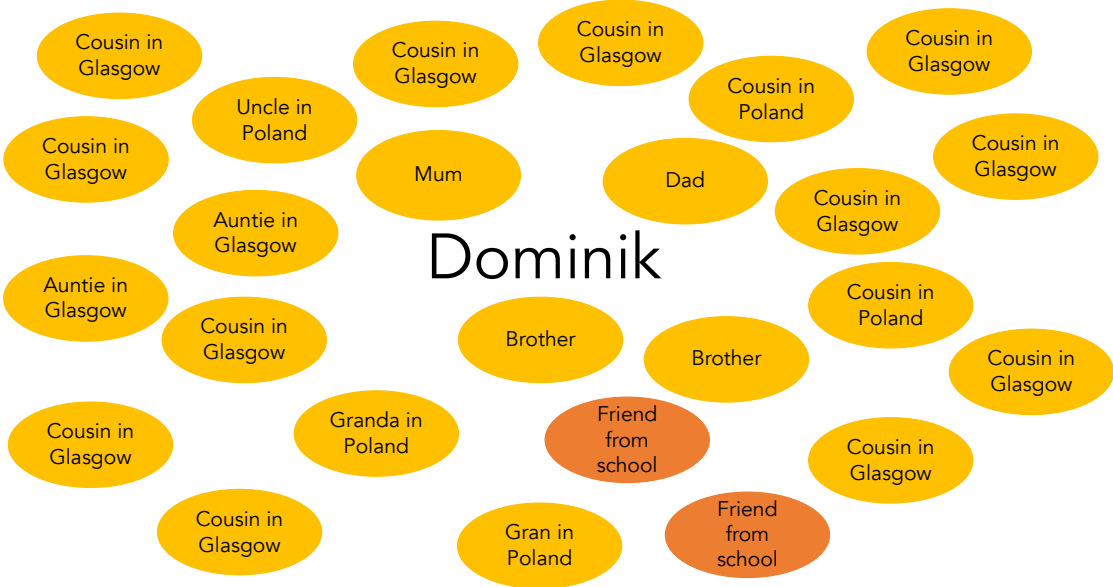 Cousin in
Glasgow
Cousin in
Glasgow
Cousin in
Glasgow
Cousin in
Glasgow
Uncle in
Poland
Cousin in
Poland
Cousin in
Glasgow
Mum
Dad
Cousin in
Glasgow
Cousin in
Glasgow
Auntie in
Glasgow
Dominik
Auntie in
Glasgow
Cousin in
Poland
Cousin in
Glasgow
Brother
Brother
Cousin in
Glasgow
Cousin in
Glasgow
Granda in
Poland
Friend
from
school
Cousin in
Glasgow
Cousin in
Glasgow
Gran in
Poland
Friend
from
school